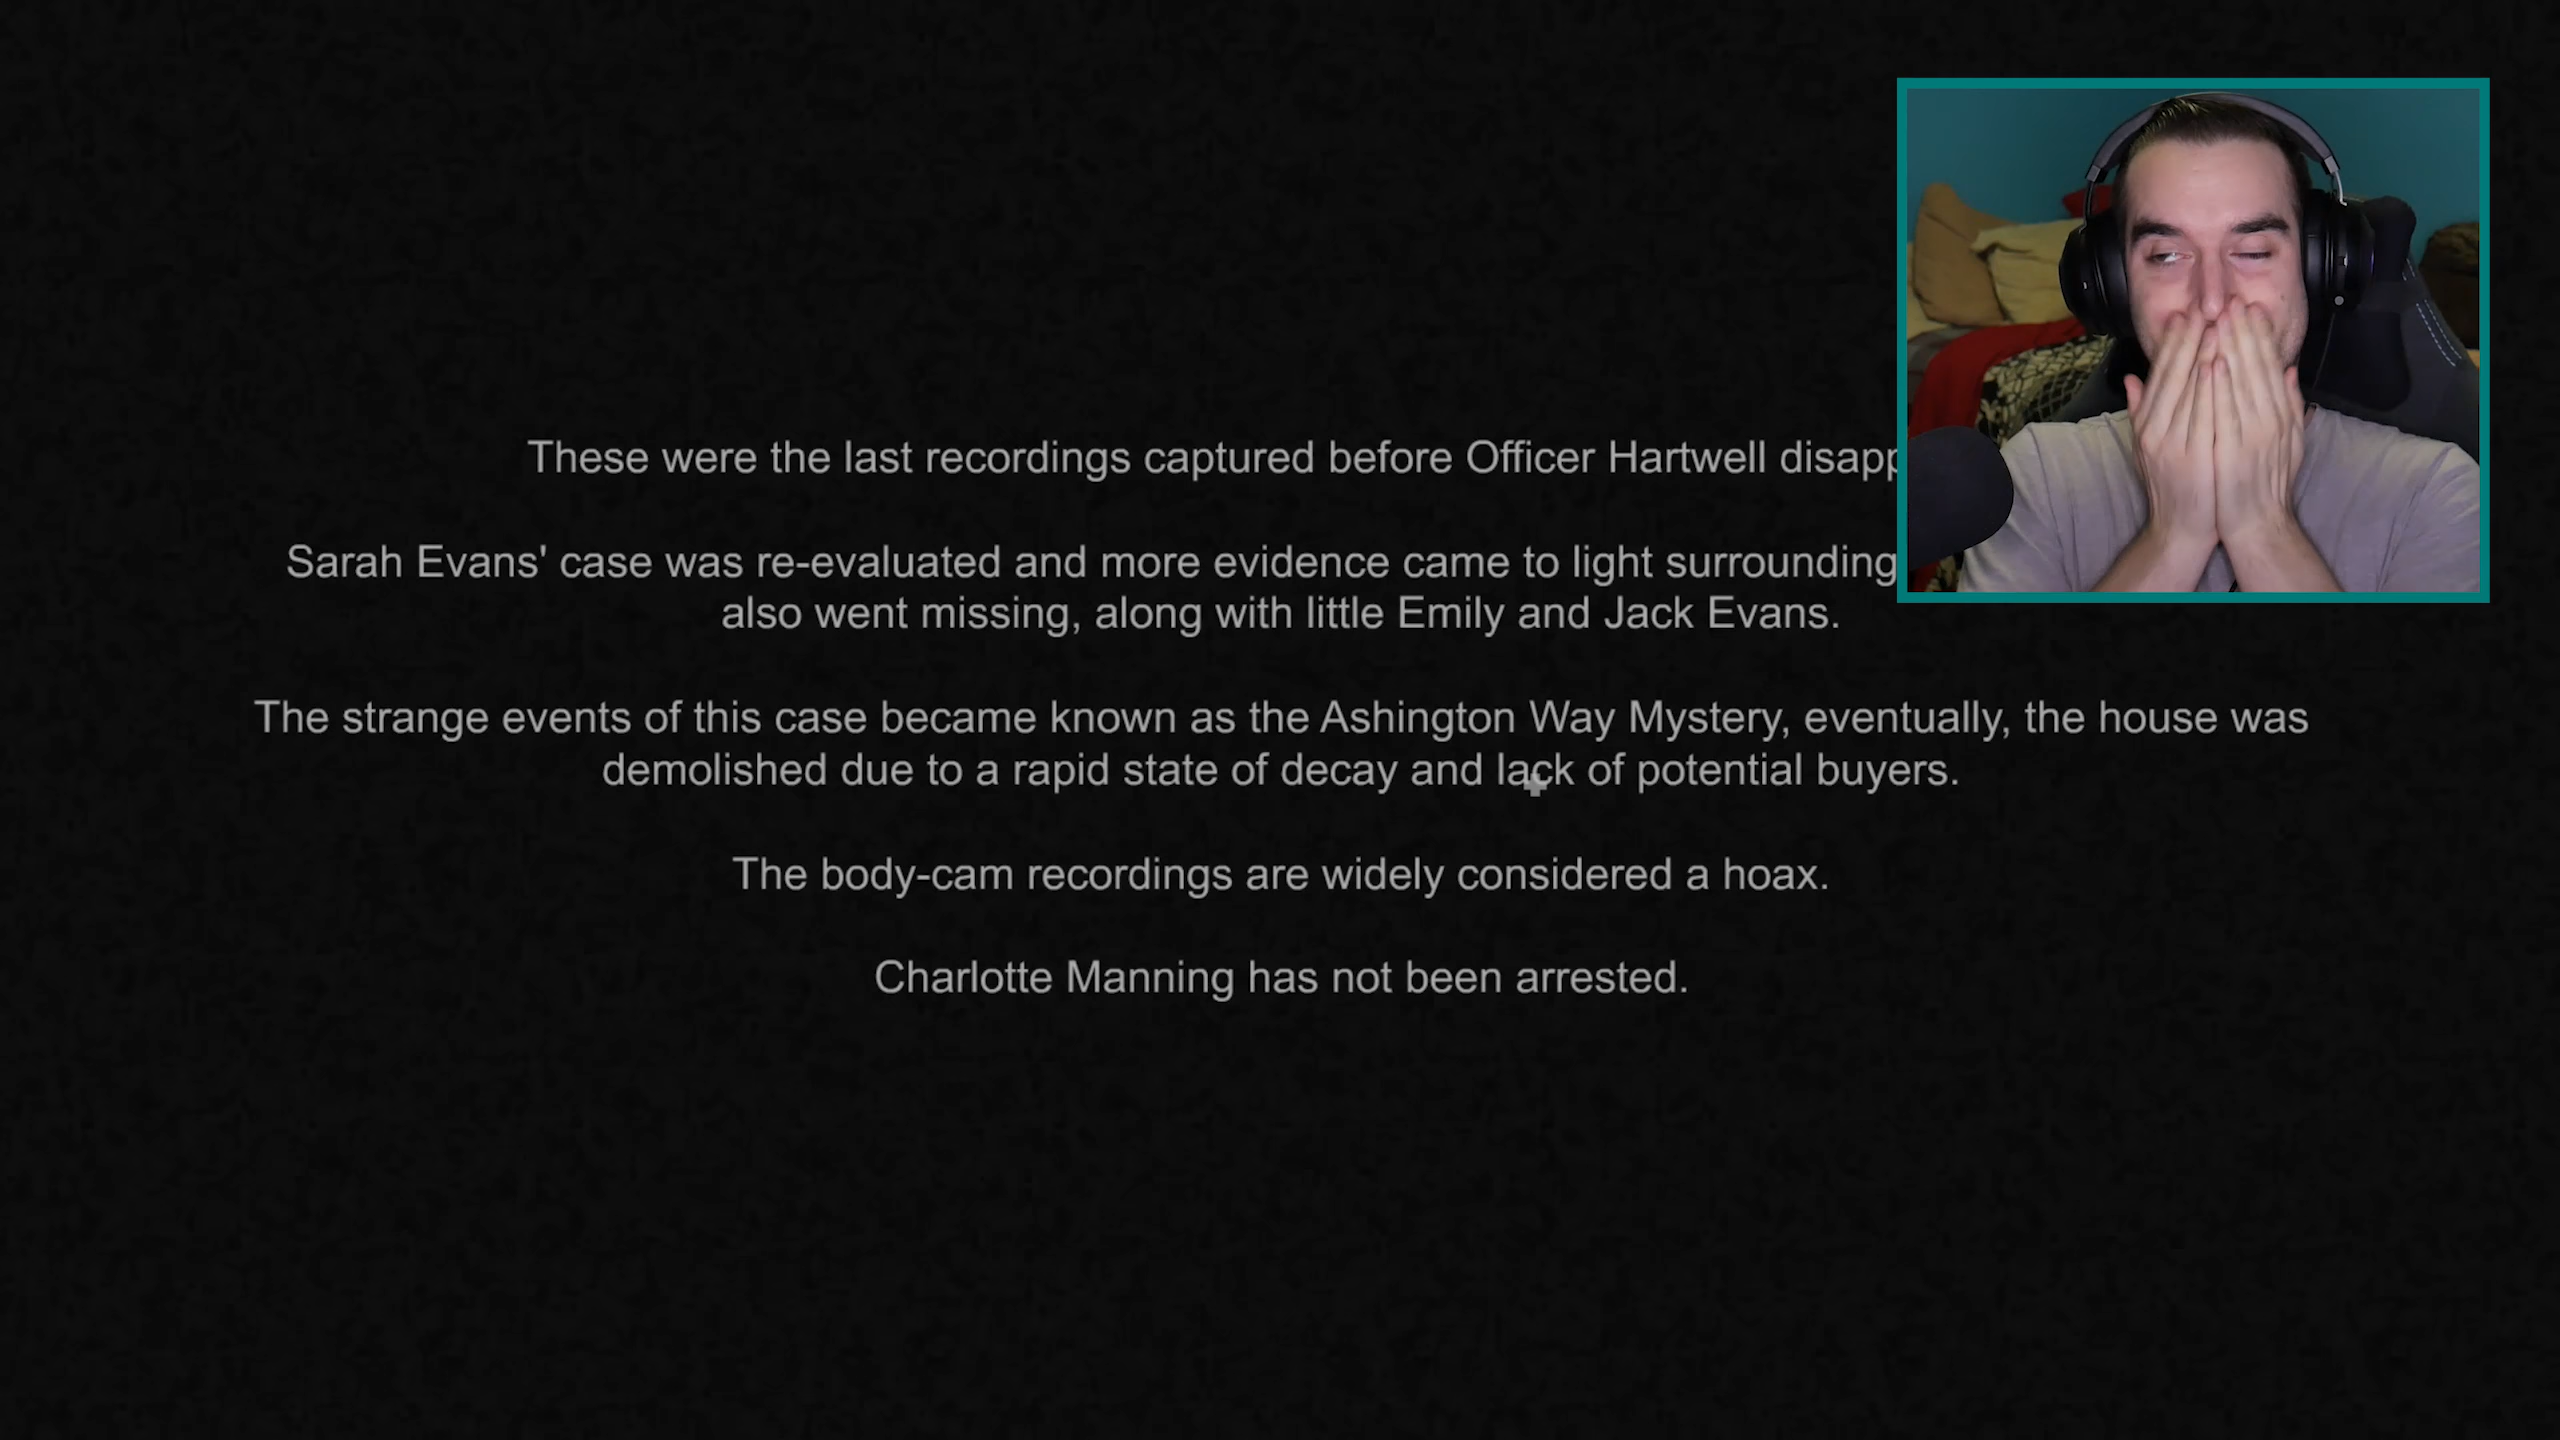 These were the last recordings captured before Officer Hartwell
Sarah Evans' case was re-evaluated and more evidence came to light surrounding
also went missing, along with little Emily and Jack Evans.
The strange events of this case became known as the Ashington Way Mystery, eventually, the house was
demolished due to a rapid state of decay and lack of potential buyers.
The body-cam recordings are widely considered a hoax.
Charlotte Manning has not been arrested.